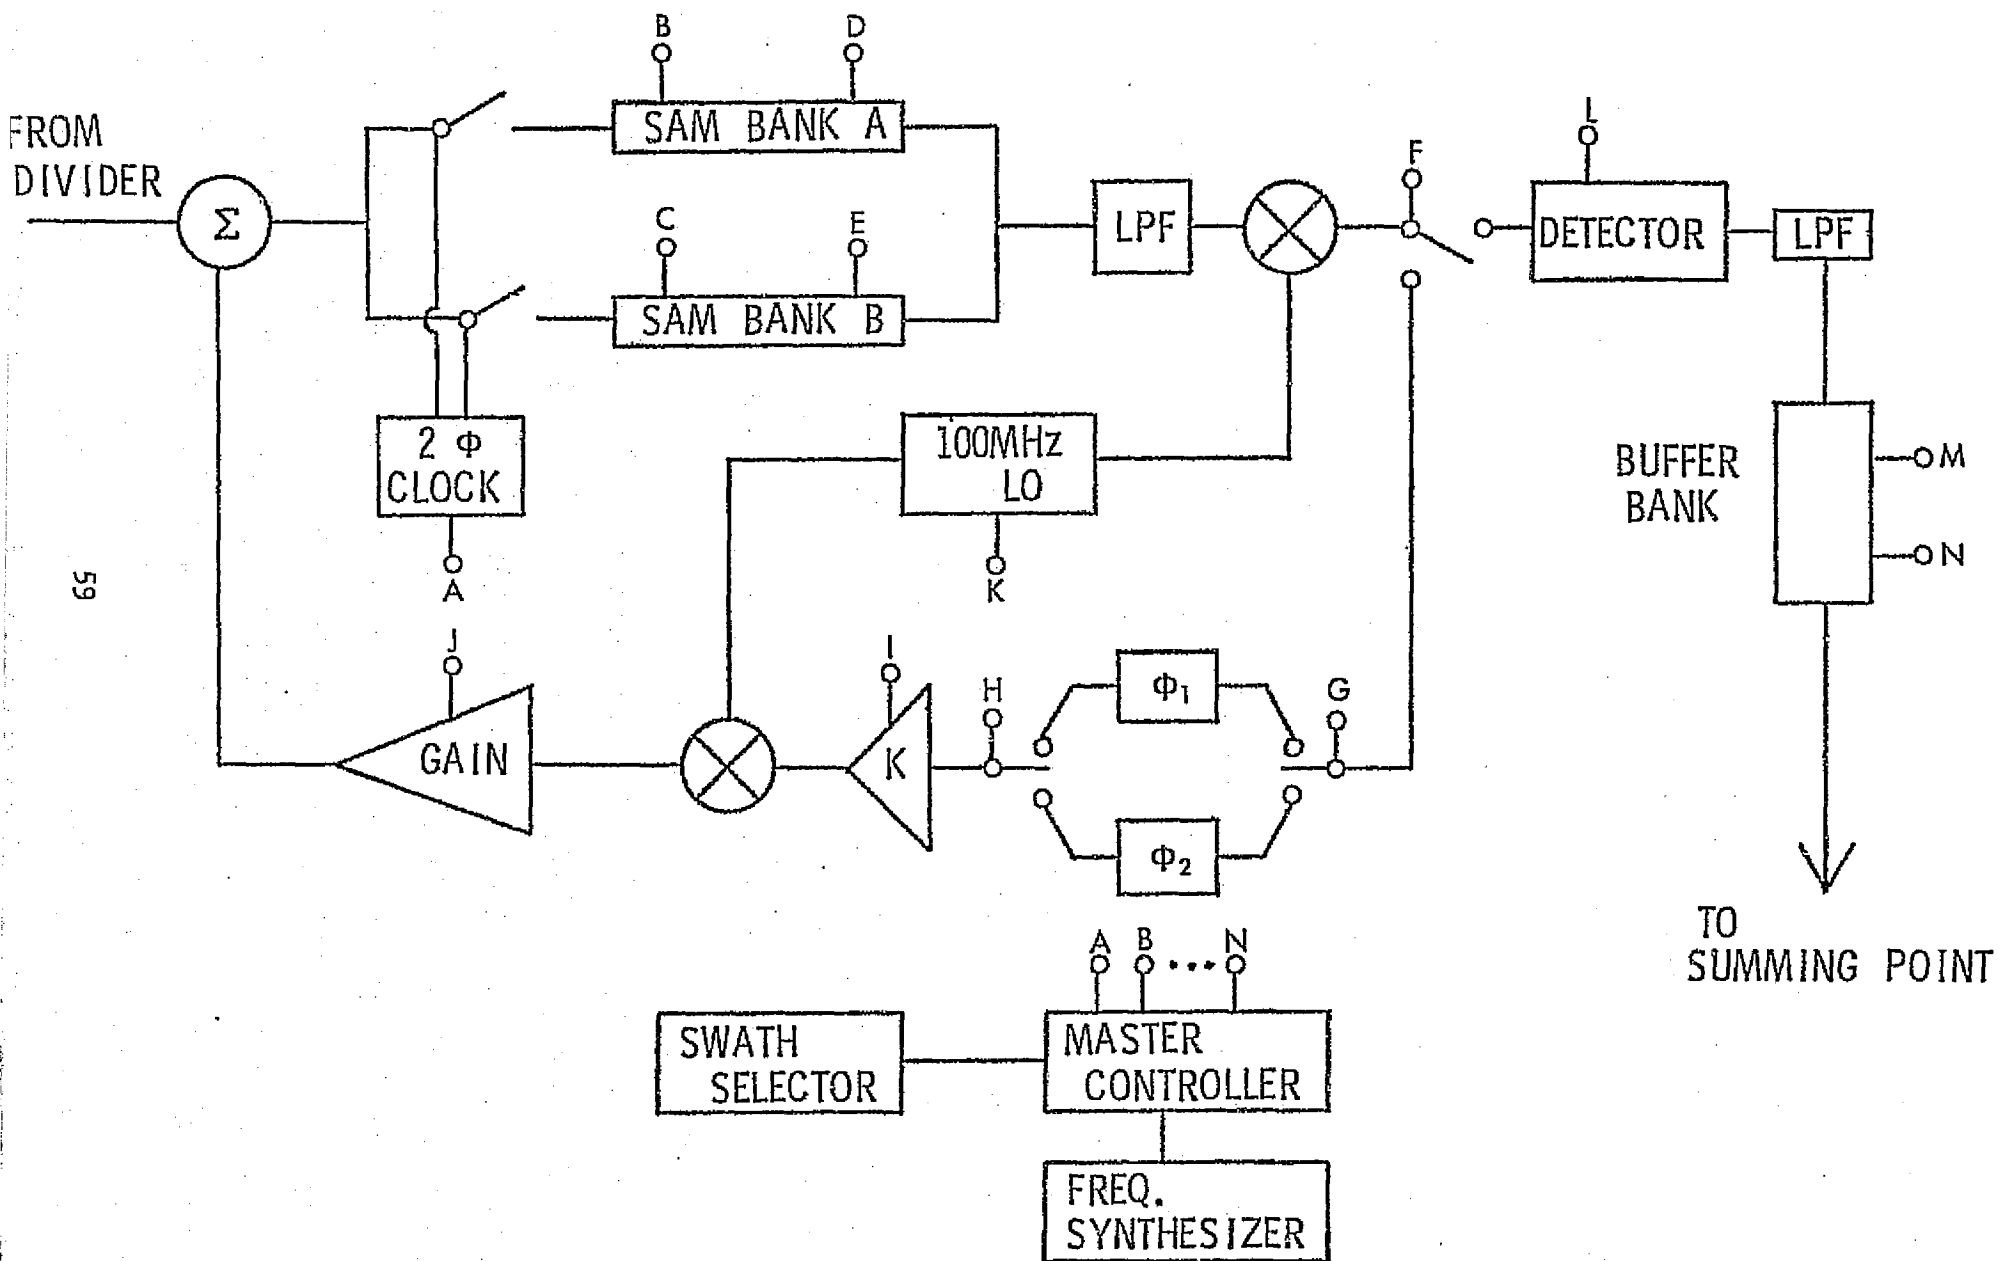 B
D
FROM
DIVIDER
SAM BANK A
L
F
Σ
C
E
LPF
DETECTOR
LPF
SAM BANK B
2 Φ
CLOCK
100MHz
LO
BUFFER
BANK
M
N
A
K
59
J
I
H
G
Φ1
GAIN
K
Φ2
A B ••• N
TO
SUMMING POINT
SWATH
SELECTOR
MASTER
CONTROLLER
FREQ.
SYNTHESIZER